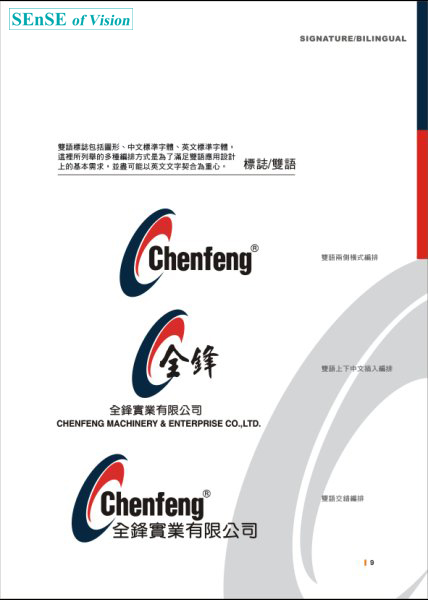 SEnSE of Vision
SIGNATURE/BILINGUAL
雙語標誌包括圖形、中文標準字體、英文標準字體。
這裡所列舉的多種編排方式是為了滿足雙語應用設計
上的基本需求。並盡可能以英文文字契合為重心。
標誌/雙語
Chenfeng®
雙語兩側橫式編排
全鋒
雙語上下中文插入編排
全鋒實業有限公司
CHENFENG MACHINERY & ENTERPRISE CO.,LTD.
Chenfeng®
雙語交錯編排
全鋒實業有限公司
9